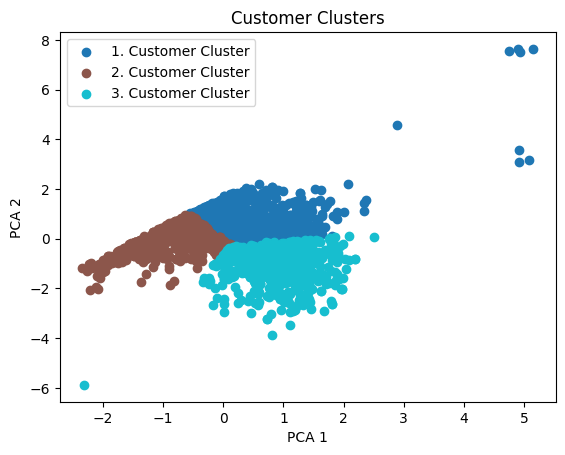 Customer Clusters
1. Customer Cluster
2. Customer Cluster
3. Customer Cluster
PCA 2
8
6
4
2
0
−2
−4
−6
−2 −1 0 1 2 3 4 5
PCA 1